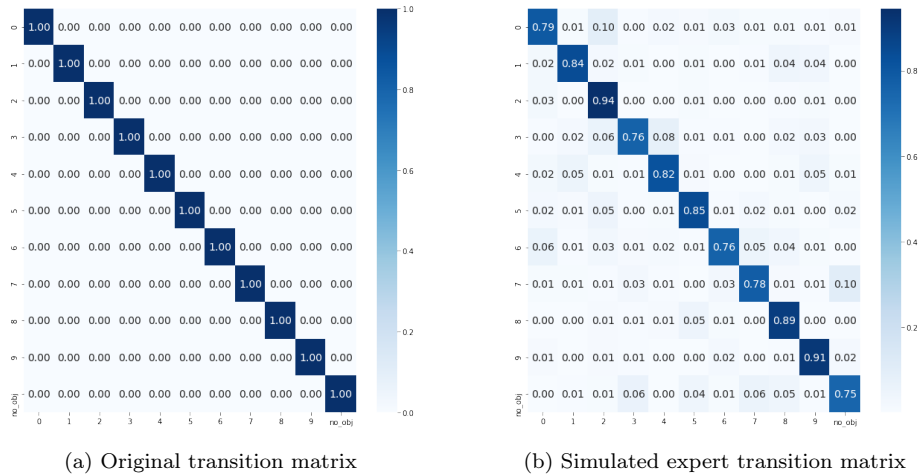 0 1.00 0.00 0.00 0.00 0.00 0.00 0.00 0.00 0.00 0.00 0.00
1 0.00 1.00 0.00 0.00 0.00 0.00 0.00 0.00 0.00 0.00 0.00
2 0.00 0.00 1.00 0.00 0.00 0.00 0.00 0.00 0.00 0.00 0.00
3 0.00 0.00 0.00 1.00 0.00 0.00 0.00 0.00 0.00 0.00 0.00
4 0.00 0.00 0.00 0.00 1.00 0.00 0.00 0.00 0.00 0.00 0.00
5 0.00 0.00 0.00 0.00 0.00 1.00 0.00 0.00 0.00 0.00 0.00
6 0.00 0.00 0.00 0.00 0.00 0.00 1.00 0.00 0.00 0.00 0.00
7 0.00 0.00 0.00 0.00 0.00 0.00 0.00 1.00 0.00 0.00 0.00
8 0.00 0.00 0.00 0.00 0.00 0.00 0.00 0.00 1.00 0.00 0.00
9 0.00 0.00 0.00 0.00 0.00 0.00 0.00 0.00 0.00 1.00 0.00
no_obj 0.00 0.00 0.00 0.00 0.00 0.00 0.00 0.00 0.00 0.00 1.00
0 1 2 3 4 5 6 7 8 9 no_obj
1.0
0.8
0.6
0.4
0.2
0.0
(a) Original transition matrix
0 0.79 0.01 0.10 0.00 0.02 0.01 0.03 0.01 0.01 0.01 0.01
1 0.02 0.84 0.02 0.01 0.00 0.01 0.00 0.01 0.04 0.04 0.00
2 0.03 0.00 0.94 0.00 0.00 0.01 0.00 0.01 0.00 0.00 0.00
3 0.00 0.02 0.06 0.76 0.08 0.01 0.01 0.00 0.02 0.03 0.01
4 0.02 0.05 0.01 0.00 0.82 0.01 0.01 0.01 0.00 0.05 0.01
5 0.02 0.01 0.05 0.00 0.01 0.85 0.01 0.02 0.01 0.00 0.02
6 0.06 0.01 0.03 0.01 0.02 0.01 0.76 0.05 0.04 0.01 0.00
7 0.01 0.01 0.01 0.03 0.01 0.00 0.03 0.78 0.01 0.01 0.10
8 0.00 0.00 0.01 0.01 0.01 0.05 0.01 0.01 0.89 0.00 0.00
9 0.01 0.00 0.01 0.01 0.00 0.00 0.02 0.00 0.01 0.91 0.02
no_obj 0.00 0.01 0.01 0.06 0.00 0.04 0.01 0.06 0.05 0.01 0.75
0 1 2 3 4 5 6 7 8 9 no_obj
0.8
0.6
0.4
0.2
(b) Simulated expert transition matrix